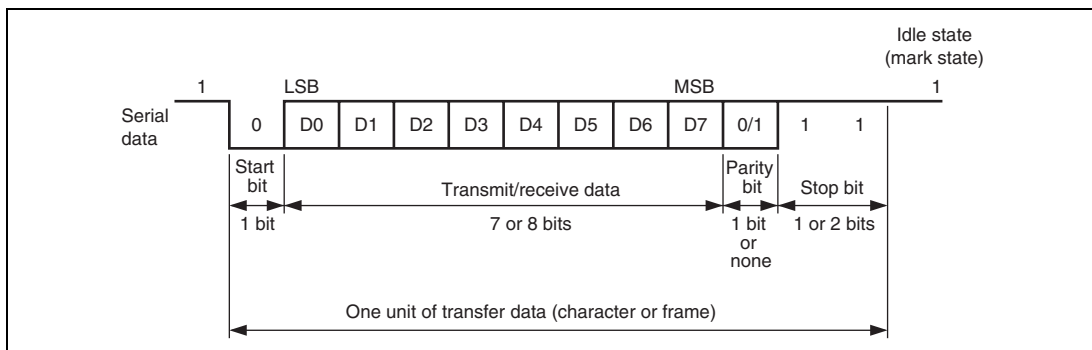 Idle state
(mark state)
1 LSB MSB 1
Serial
data
0 D0 D1 D2 D3 D4 D5 D6 D7 0/1 1 1
Start
bit
Transmit/receive data
Parity
bit
Stop bit
1 bit
7 or 8 bits
1 bit
or
none
1 or 2 bits
One unit of transfer data (character or frame)